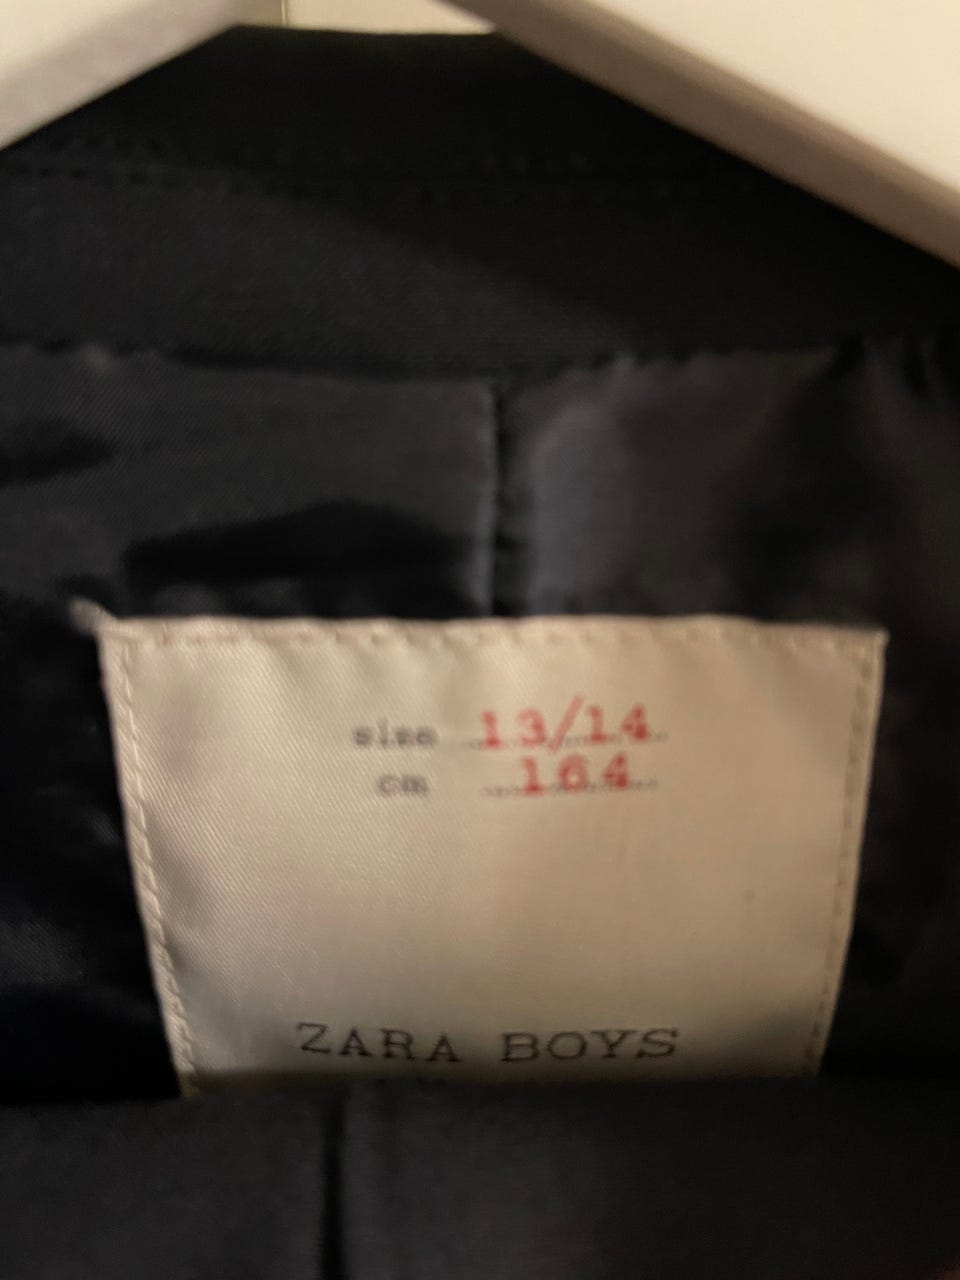 size 13/14
cm 164
ZARA BOYS